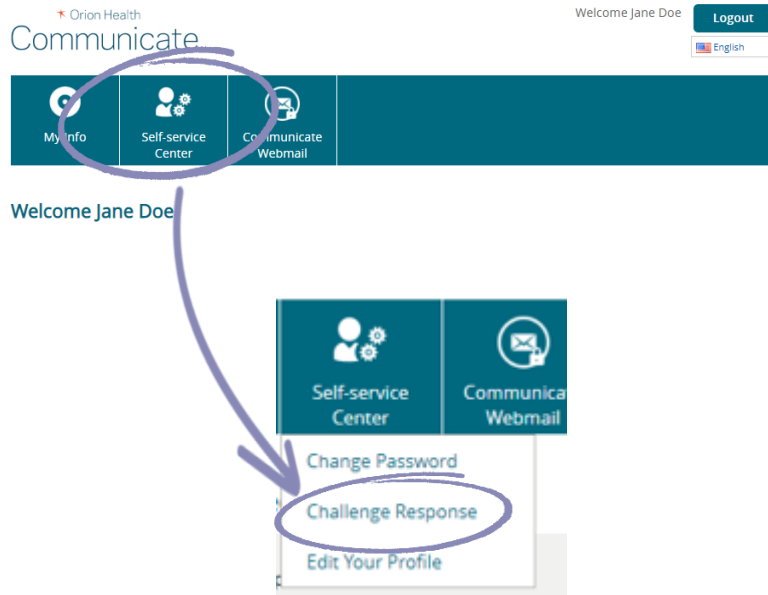 Orion Health
Communicate
Welcome Jane Doe
Logout
English
My Info
Self-service
Center
Communicate
Webmail
Welcome Jane Doe
Self-service
Center
Communica
Webmail
Change Password
Challenge Response
Edit Your Profile